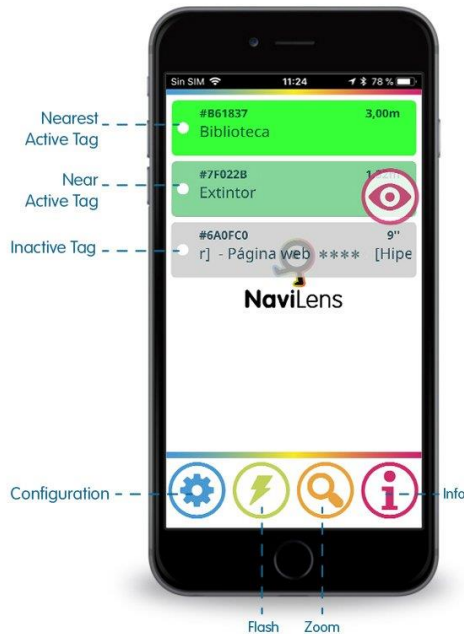 Sin SIM 11:24 78 %
Nearest
Active Tag
#B61837 3,00m
Biblioteca
Near
Active Tag
#7F022B
Extintor
Inactive Tag
#6A0FC0 9''
r] - Página web **** [Hipe
NaviLens
Configuration
Info
Flash Zoom